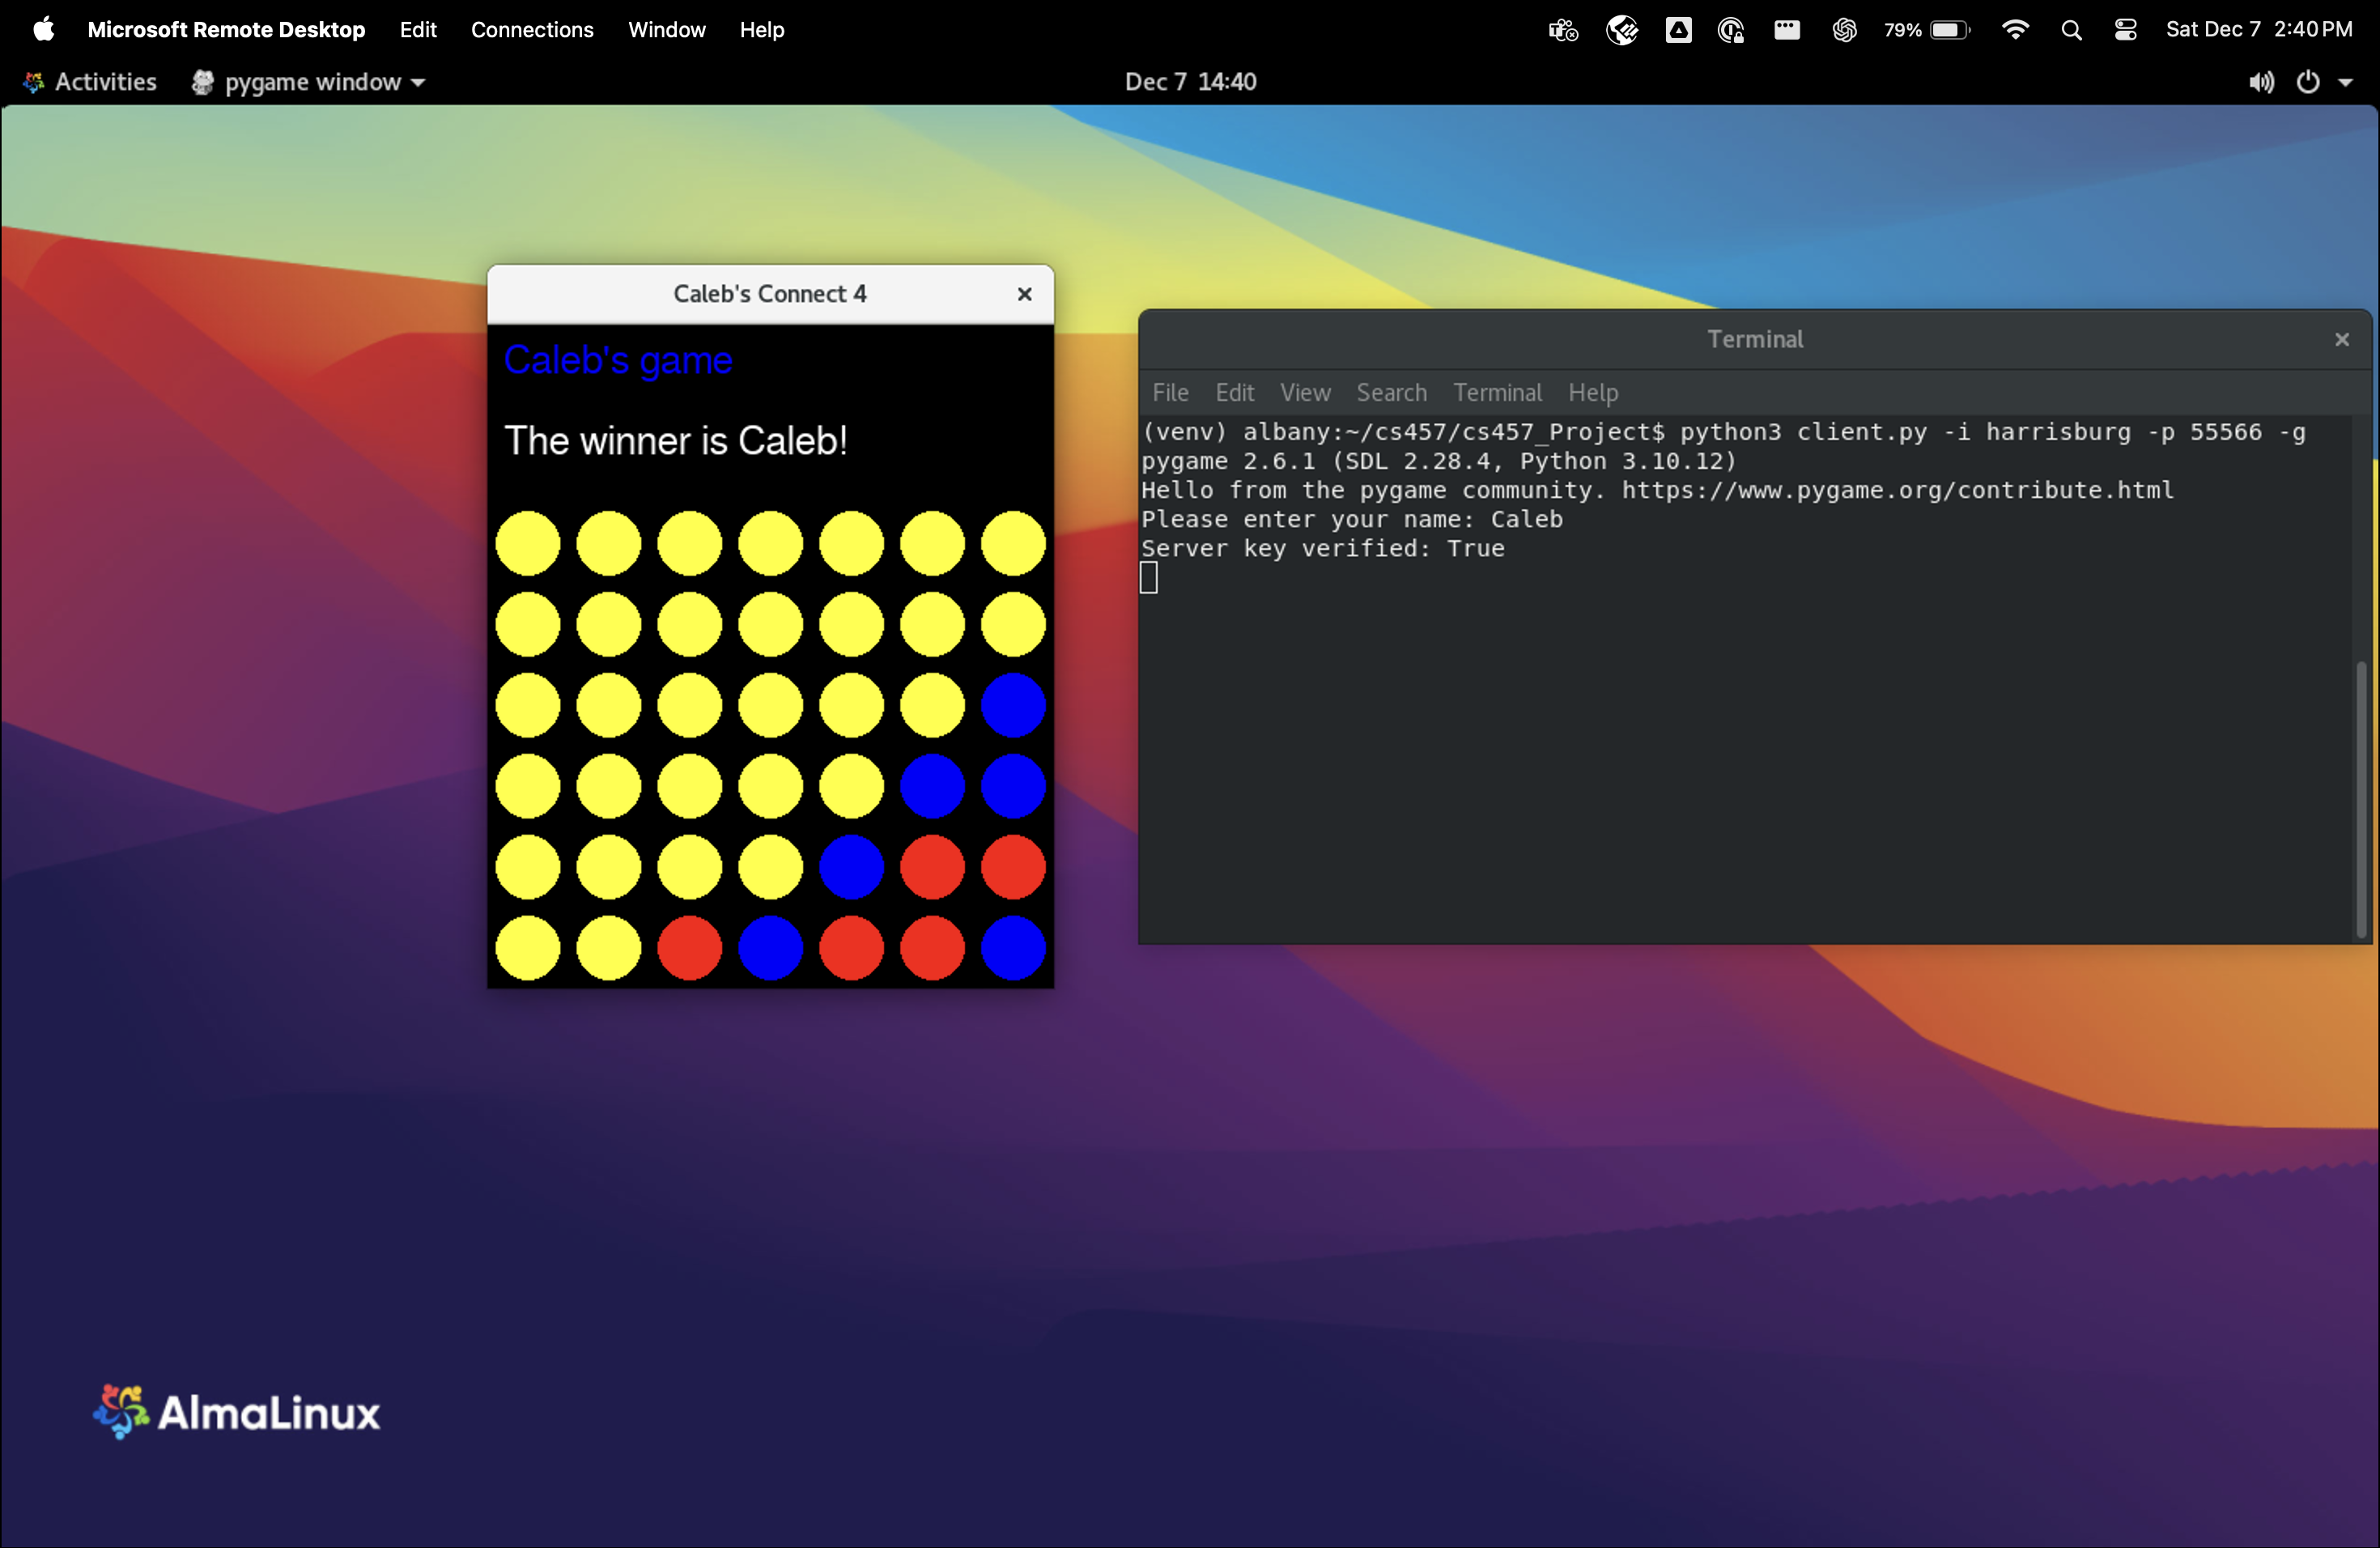 Microsoft Remote Desktop Edit Connections Window Help 79% Sat Dec 7 2:40 PM
Activities pygame window Dec 7 14:40
Caleb's Connect 4
Caleb's game
The winner is Caleb!
Terminal
File Edit View Search Terminal Help
(venv) albany:~/cs457/cs457_Project$ python3 client.py -i harrisburg -p 55566 -g
pygame 2.6.1 (SDL 2.28.4, Python 3.10.12)
Hello from the pygame community. https://www.pygame.org/contribute.html
Please enter your name: Caleb
Server key verified: True
AlmaLinux